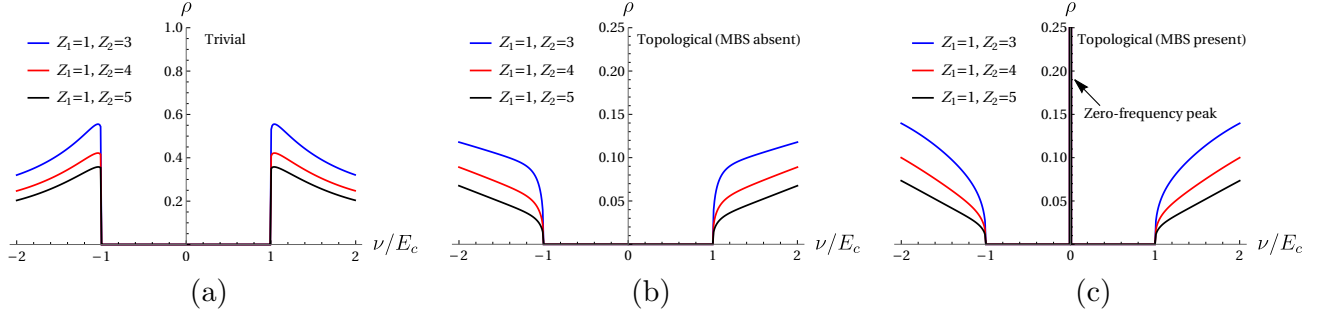 ρ
Z1=1, Z2=3
Z1=1, Z2=4
Z1=1, Z2=5
Trivial
1.0
0.8
0.6
0.4
0.2
−2
−1
0
1
2
ν/Ec
(a)
ρ
Z1=1, Z2=3
Z1=1, Z2=4
Z1=1, Z2=5
Topological (MBS absent)
0.25
0.20
0.15
0.10
0.05
−2
−1
0
1
2
ν/Ec
(b)
ρ
Z1=1, Z2=3
Z1=1, Z2=4
Z1=1, Z2=5
Topological (MBS present)
Zero-frequency peak
0.25
0.20
0.15
0.10
0.05
−2
−1
0
1
2
ν/Ec
(c)